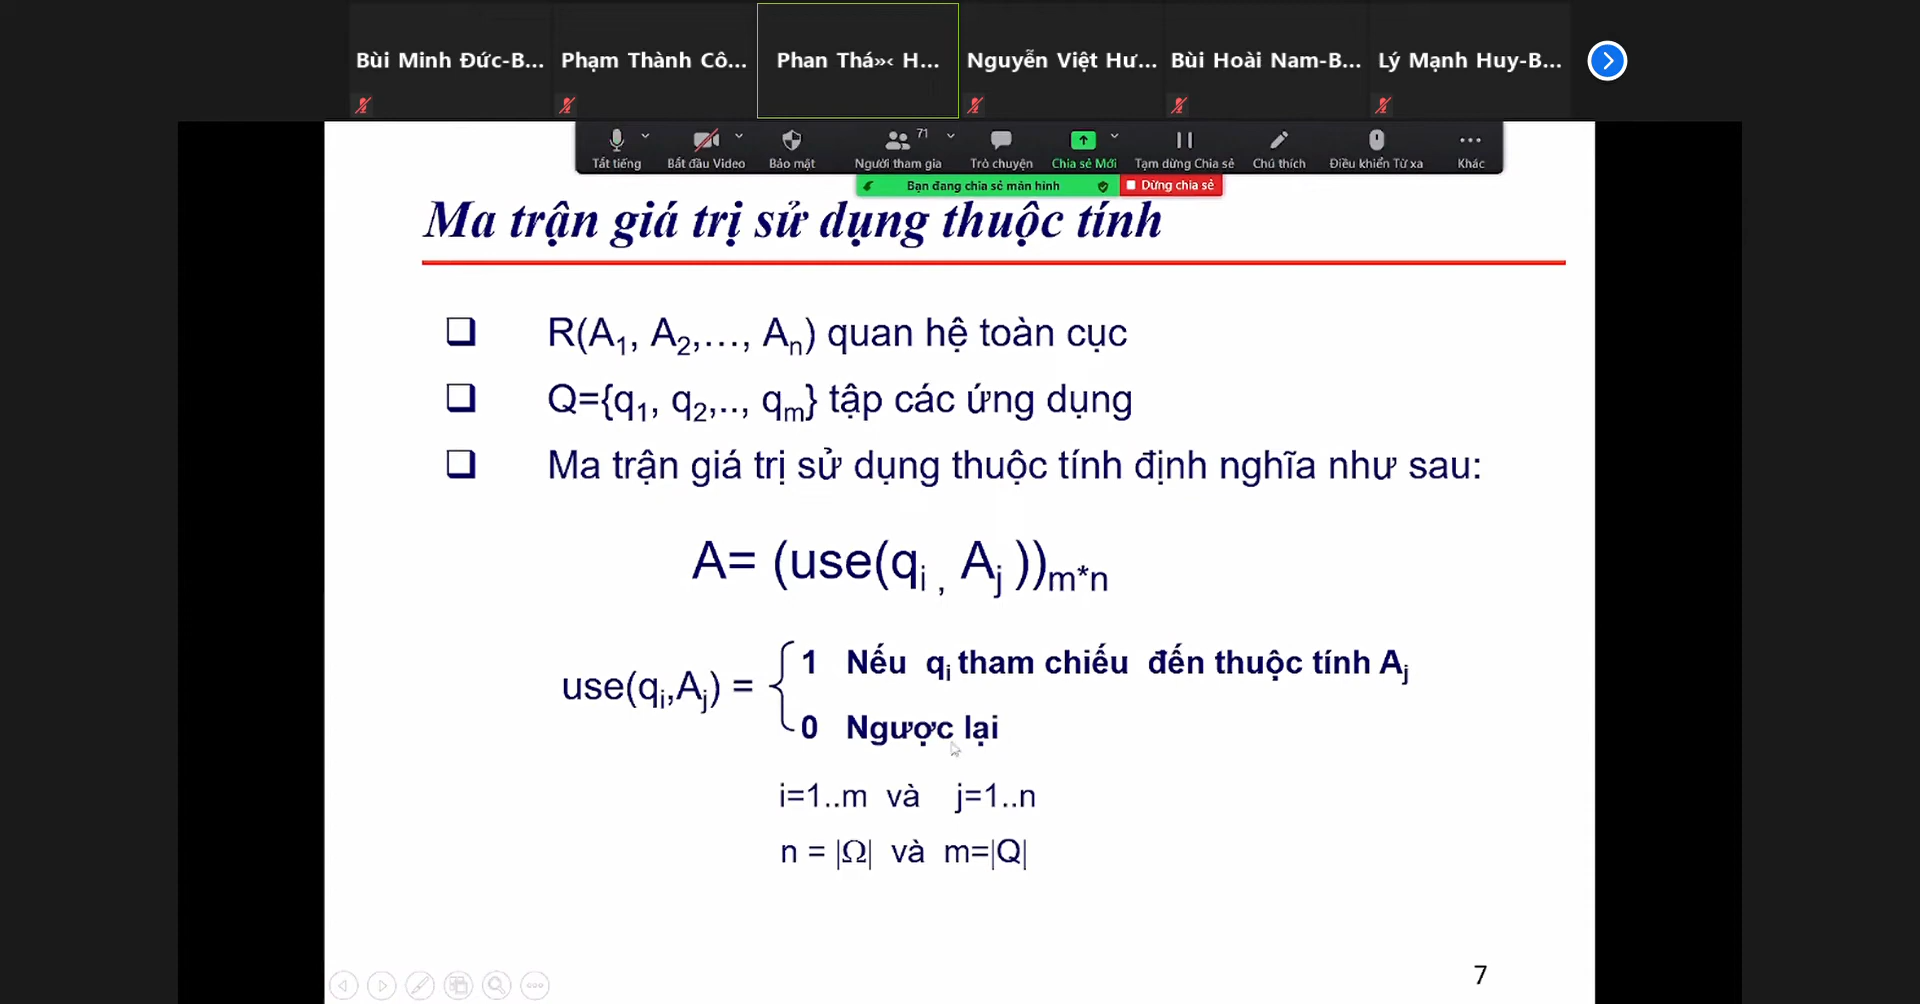 Bùi Minh Đức-B... Phạm Thành Cô... Phan Thá»‹ H... Nguyễn Việt Hư... Bùi Hoài Nam-B... Lý Mạnh Huy-B...
71
Tắt tiếng Bắt đầu Video Bảo mật Người tham gia Trò chuyện Chia sẻ Mới Tạm dừng Chia sẻ Chú thích Điều khiển Từ xa Khác
Bạn đang chia sẻ màn hình Dừng chia sẻ
Ma trận giá trị sử dụng thuộc tính
R(A1, A2,…, An) quan hệ toàn cục
Q={q1, q2,.., qm} tập các ứng dụng
Ma trận giá trị sử dụng thuộc tính định nghĩa như sau:
A= (use(qi , Aj ))m*n
use(qi,Aj) =
1 Nếu qi tham chiếu đến thuộc tính Aj
0 Ngược lại
i=1..m và j=1..n
n = |Ω| và m=|Q|
7